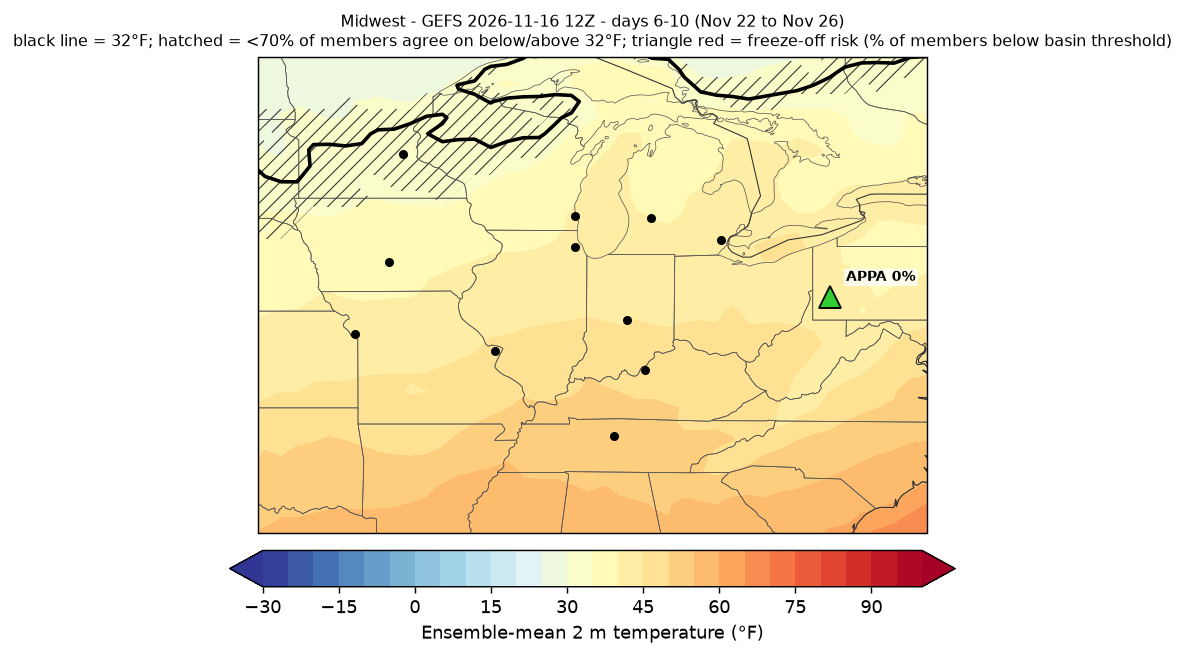 Midwest - GEFS 2026-11-16 12Z - days 6-10 (Nov 22 to Nov 26)
black line = 32°F; hatched = <70% of members agree on below/above 32°F; triangle red = freeze-off risk (% of members below basin threshold)
APPA 0%
−30 −15 0 15 30 45 60 75 90
Ensemble-mean 2 m temperature (°F)